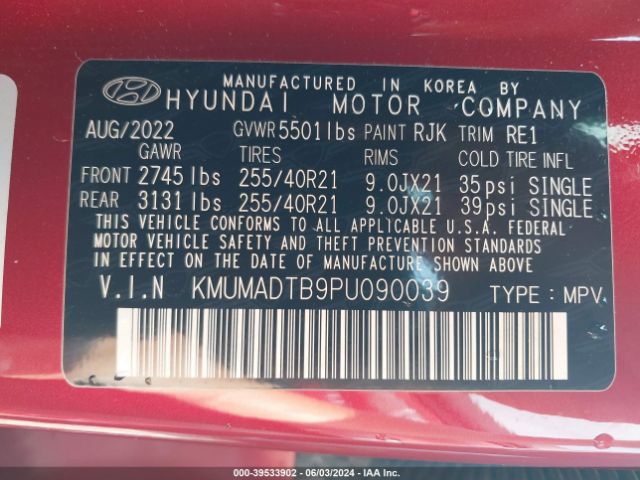 MANUFACTURED IN KOREA BY
HYUNDAI MOTOR COMPANY
AUG/2022 GVWR 5501lbs PAINT RJK TRIM RE1
GAWR TIRES RIMS COLD TIRE INFL
FRONT 2745lbs 255/40R21 9.0JX21 35psi SINGLE
REAR 3131lbs 255/40R21 9.0JX21 39psi SINGLE
THIS VEHICLE CONFORMS TO ALL APPLICABLE U.S.A. FEDERAL
MOTOR VEHICLE SAFETY AND THEFT PREVENTION STANDARDS
IN EFFECT ON THE DATE OF MANUFACTURE SHOWN ABOVE
V.I.N KMUMADTB9PU090039 TYPE : MPV
000-39533902 - 06/03/2024 - IAAI.COM